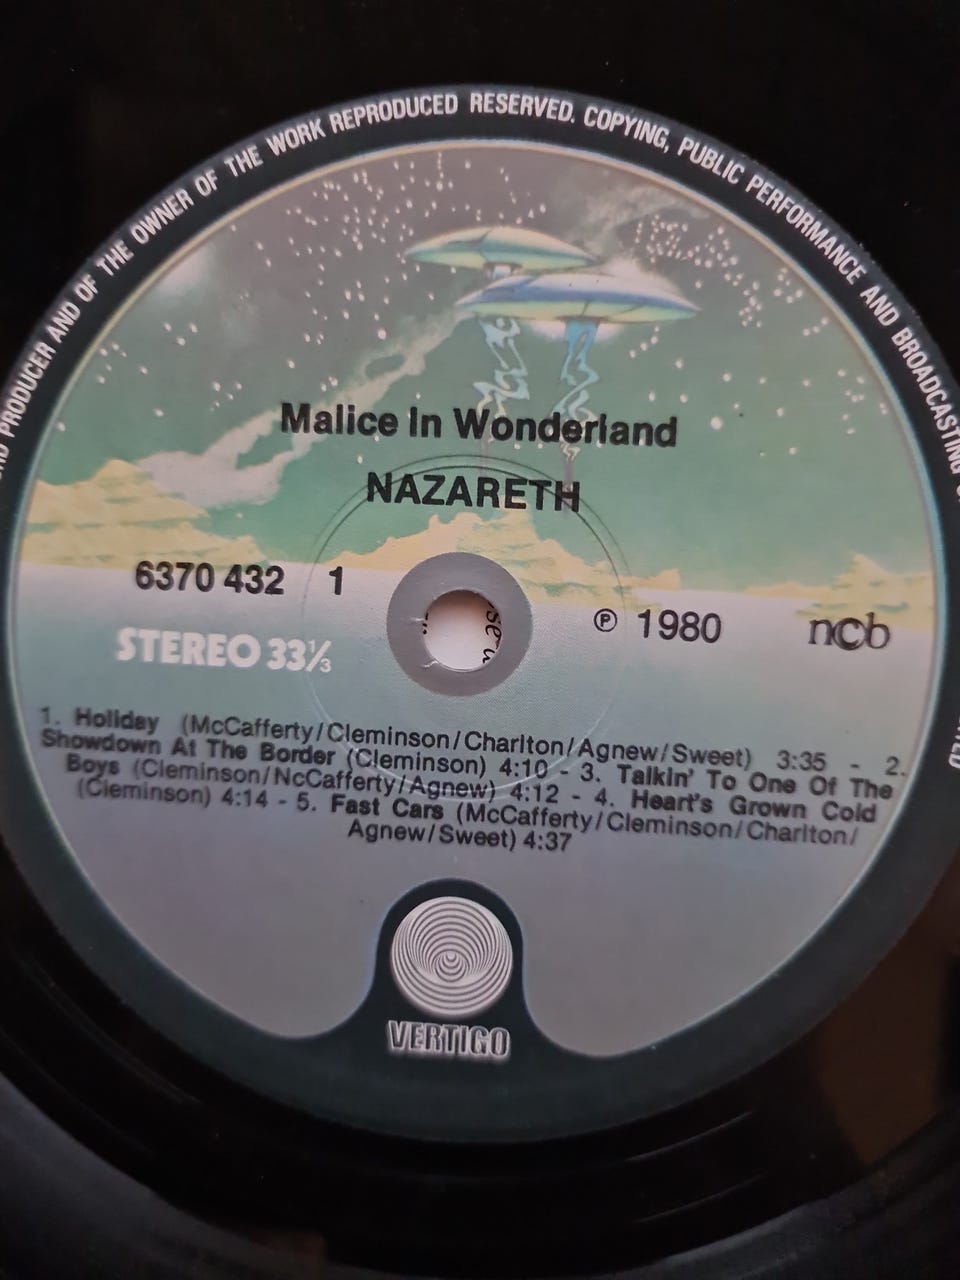 PRODUCER AND OF THE OWNER OF THE WORK REPRODUCED RESERVED. COPYING, PUBLIC PERFORMANCE AND BROADCASTING
Malice In Wonderland
NAZARETH
6370 432 1
℗ 1980 ncb
STEREO 33⅓
1. Holiday (McCafferty/Cleminson/Charlton/Agnew/Sweet) 3:35 - 2.
Showdown At The Border (Cleminson) 4:10 - 3. Talkin' To One Of The
Boys (Cleminson/NcCafferty/Agnew) 4:12 - 4. Heart's Grown Cold
(Cleminson) 4:14 - 5. Fast Cars (McCafferty/Cleminson/Charlton/
Agnew/Sweet) 4:37
VERTIGO